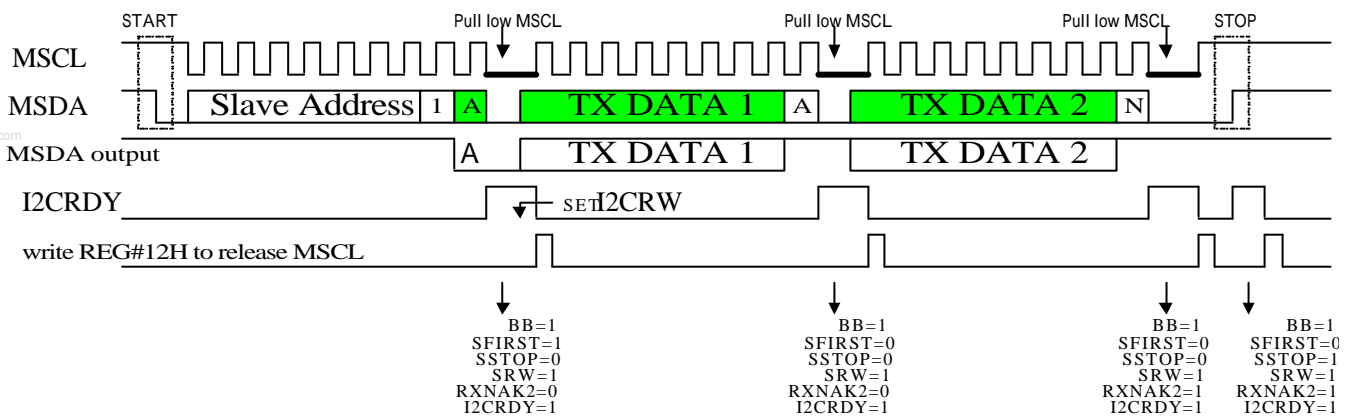 START Pull low MSCL Pull low MSCL Pull low MSCL STOP
MSCL
MSDA Slave Address 1 A TX DATA 1 A TX DATA 2 N
com
MSDA output A TX DATA 1 TX DATA 2
I2CRDY SET I2CRW
write REG#12H to release MSCL
BB=1 BB=1 BB=1 BB=1
SFIRST=1 SFIRST=0 SFIRST=0 SFIRST=0
SSTOP=0 SSTOP=0 SSTOP=0 SSTOP=1
SRW=1 SRW=1 SRW=1 SRW=1
RXNAK2=0 RXNAK2=0 RXNAK2=1 RXNAK2=1
I2CRDY=1 I2CRDY=1 I2CRDY=1 I2CRDY=1